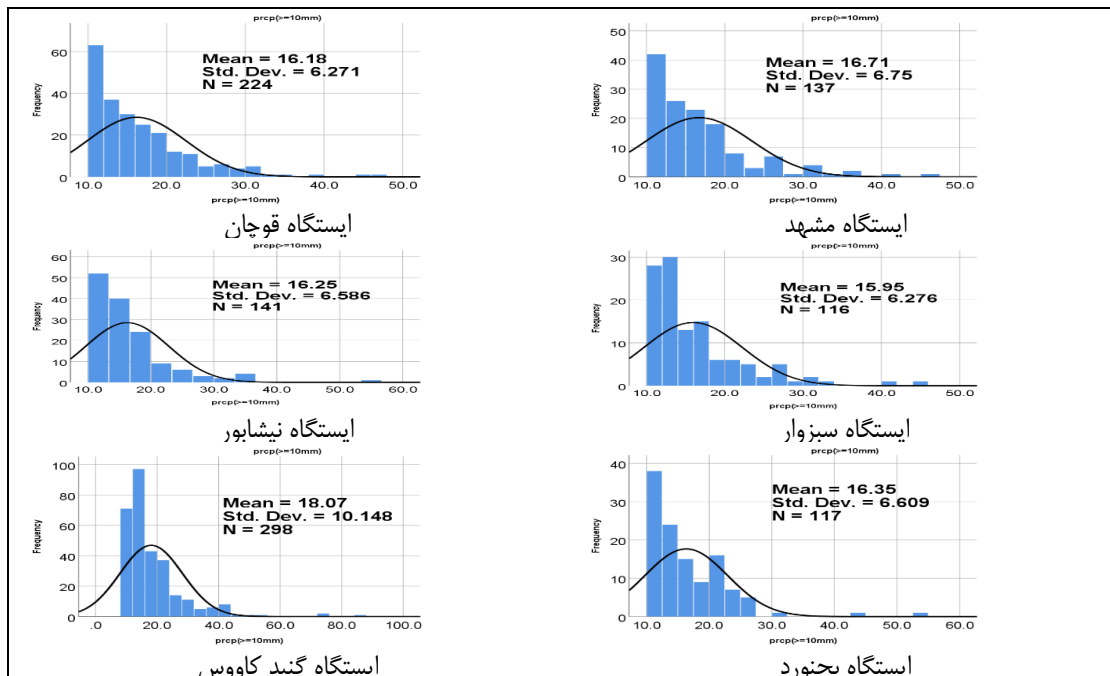 prcp(>=10mm)
Mean = 16.18
Std. Dev. = 6.271
N = 224
Frequency
60
40
20
0
10.0 20.0 30.0 40.0 50.0
prcp(>=10mm)
ایستگاه قوچان
prcp(>=10mm)
Mean = 16.71
Std. Dev. = 6.75
N = 137
Frequency
50
40
30
20
10
0
10.0 20.0 30.0 40.0 50.0
prcp(>=10mm)
ایستگاه مشهد
Mean = 16.25
Std. Dev. = 6.586
N = 141
Frequency
60
50
40
30
20
10
0
10.0 20.0 30.0 40.0 50.0 60.0
prcp(>=10mm)
ایستگاه نیشابور
Mean = 15.95
Std. Dev. = 6.276
N = 116
Frequency
30
20
10
0
10.0 20.0 30.0 40.0 50.0
prcp(>=10mm)
ایستگاه سبزوار
prcp(>=10mm)
Mean = 18.07
Std. Dev. = 10.148
N = 298
Frequency
100
80
60
40
20
0
.0 20.0 40.0 60.0 80.0 100.0
prcp(>=10mm)
ایستگاه گنبد کاووس
prcp(>=10mm)
Mean = 16.35
Std. Dev. = 6.609
N = 117
Frequency
40
30
20
10
0
10.0 20.0 30.0 40.0 50.0 60.0
prcp(>=10mm)
ایستگاه بجنورد